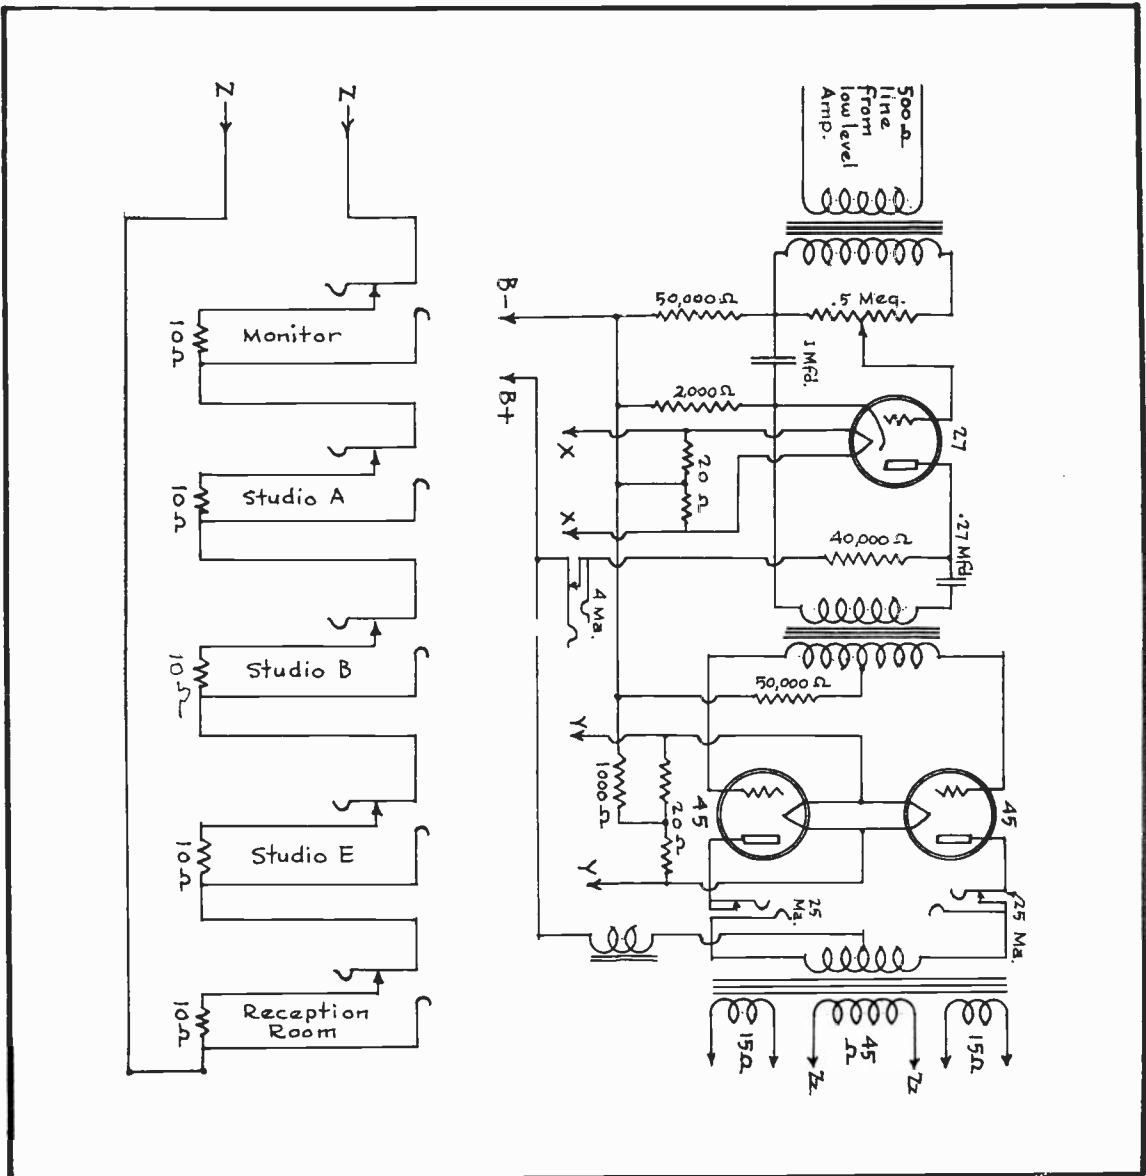 500 Ω
line
from
low level
Amp.
.5 Meg.
50,000 Ω
1 Mfd.
B-
B+
2,000 Ω
27
X
20
Ω
X
.27 Mfd
40,000 Ω
4 Ma.
50,000 Ω
Y
1000 Ω
20
Ω
Y
45
45
25
Ma.
25 Ma.
15Ω
45
Ω
15Ω
Z
Z
Z
Z
10
Ω
Monitor
10
Ω
Studio A
10
Ω
Studio B
10
Ω
Studio E
10
Ω
Reception
Room